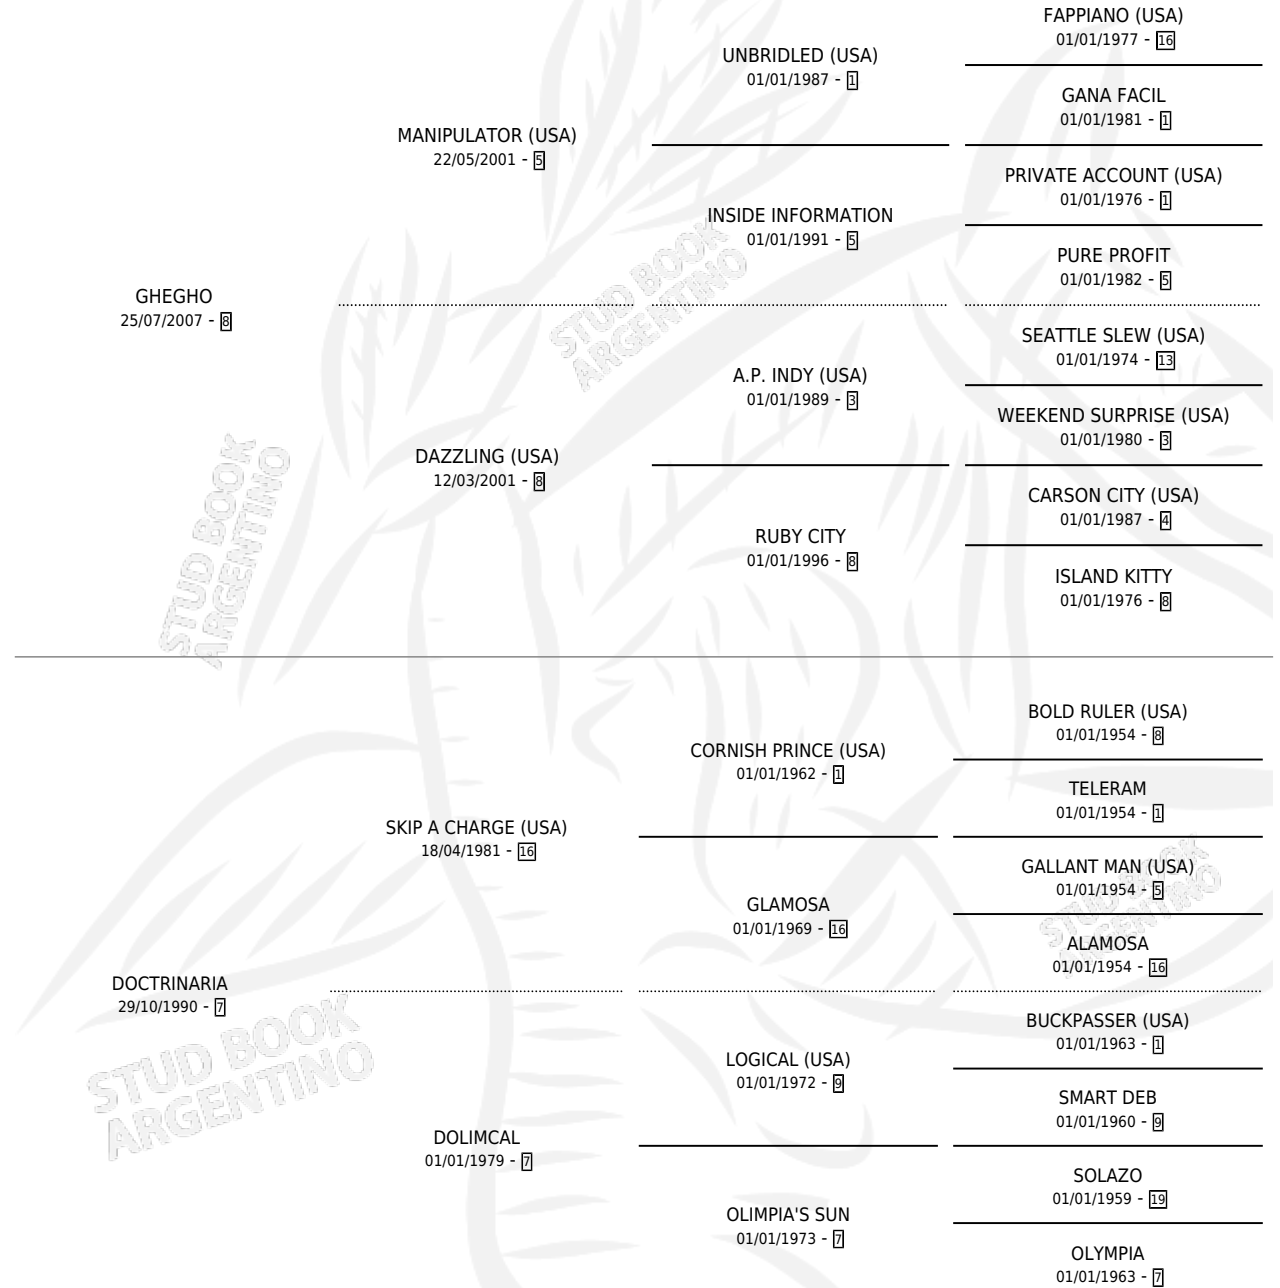 FAPPIANO (USA)
01/01/1977 - 16
UNBRIDLED (USA)
01/01/1987 - 1
GANA FACIL
01/01/1981 - 1
MANIPULATOR (USA)
22/05/2001 - 5
PRIVATE ACCOUNT (USA)
01/01/1976 - 1
INSIDE INFORMATION
01/01/1991 - 5
PURE PROFIT
01/01/1982 - 5
GHEGHO
25/07/2007 - 8
STUD BOOK
ARGENTINO
SEATTLE SLEW (USA)
01/01/1974 - 13
A.P. INDY (USA)
01/01/1989 - 3
WEEKEND SURPRISE (USA)
01/01/1980 - 3
DAZZLING (USA)
12/03/2001 - 8
CARSON CITY (USA)
01/01/1987 - 4
RUBY CITY
01/01/1996 - 8
ISLAND KITTY
01/01/1976 - 8
STUD BOOK
ARGENTINO
BOLD RULER (USA)
01/01/1954 - 8
CORNISH PRINCE (USA)
01/01/1962 - 1
TELERAM
01/01/1954 - 1
SKIP A CHARGE (USA)
18/04/1981 - 16
GALLANT MAN (USA)
01/01/1954 - 5
GLAMOSA
01/01/1969 - 16
ALAMOSA
01/01/1954 - 16
STUD BOOK
ARGENTINO
DOCTRINARIA
29/10/1990 - 7
BUCKPASSER (USA)
01/01/1963 - 1
LOGICAL (USA)
01/01/1972 - 9
SMART DEB
01/01/1960 - 9
STUD BOOK
ARGENTINO
DOLIMCAL
01/01/1979 - 7
SOLAZO
01/01/1959 - 19
OLIMPIA'S SUN
01/01/1973 - 7
OLYMPIA
01/01/1963 - 7